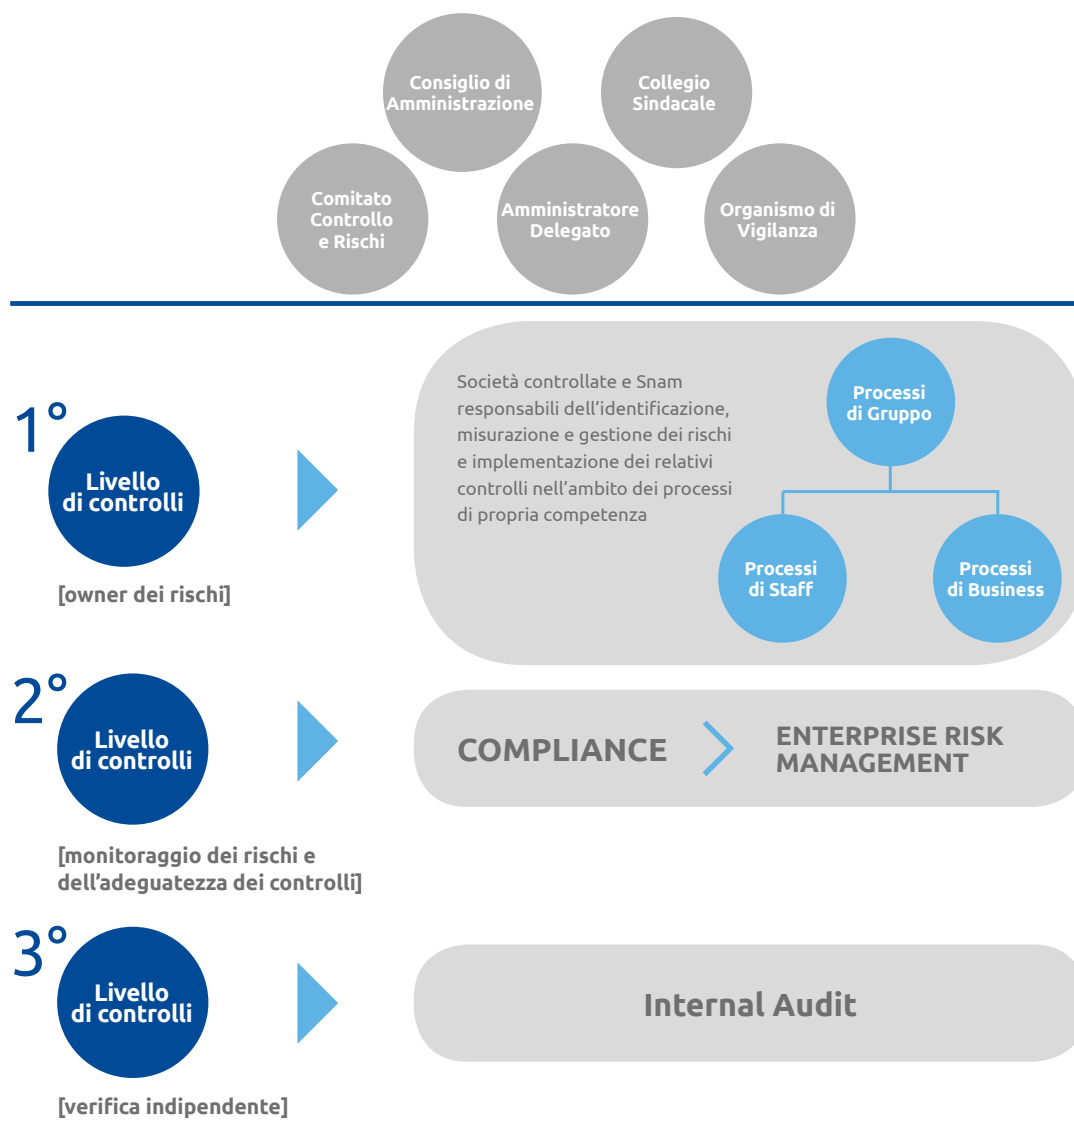 Consiglio di
Amministrazione
Collegio
Sindacale
Comitato
Controllo
e Rischi
Amministratore
Delegato
Organismo di
Vigilanza
1°
Livello
di controlli
[owner dei rischi]
Società controllate e Snam
responsabili dell’identificazione,
misurazione e gestione dei rischi
e implementazione dei relativi
controlli nell’ambito dei processi
di propria competenza
Processi
di Gruppo
Processi
di Staff
Processi
di Business
2°
Livello
di controlli
[monitoraggio dei rischi e
dell’adeguatezza dei controlli]
COMPLIANCE
ENTERPRISE RISK
MANAGEMENT
3°
Livello
di controlli
[verifica indipendente]
Internal Audit